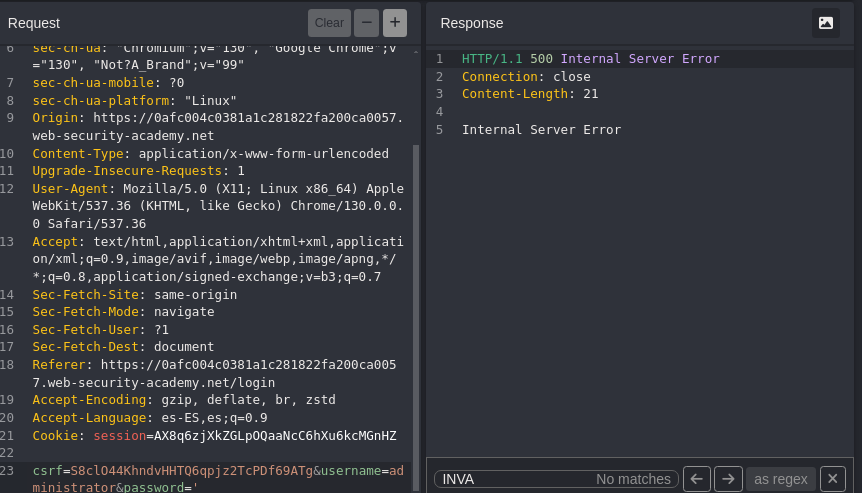 Request
Clear
−
+
6 sec-ch-ua: "Chromium";v="130", "Google Chrome";v
="130", "Not?A_Brand";v="99"
7 sec-ch-ua-mobile: ?0
8 sec-ch-ua-platform: "Linux"
9 Origin: https://0afc004c0381a1c281822fa200ca0057.
web-security-academy.net
10 Content-Type: application/x-www-form-urlencoded
11 Upgrade-Insecure-Requests: 1
12 User-Agent: Mozilla/5.0 (X11; Linux x86_64) Apple
WebKit/537.36 (KHTML, like Gecko) Chrome/130.0.0.
0 Safari/537.36
13 Accept: text/html,application/xhtml+xml,applicati
on/xml;q=0.9,image/avif,image/webp,image/apng,*/
*;q=0.8,application/signed-exchange;v=b3;q=0.7
14 Sec-Fetch-Site: same-origin
15 Sec-Fetch-Mode: navigate
16 Sec-Fetch-User: ?1
17 Sec-Fetch-Dest: document
18 Referer: https://0afc004c0381a1c281822fa200ca005
7.web-security-academy.net/login
19 Accept-Encoding: gzip, deflate, br, zstd
20 Accept-Language: es-ES,es;q=0.9
21 Cookie: session=AX8q6zjXkZGLpOQaaNcC6hXu6kcMGnHZ
22
23 csrf=S8clO44KhndvHHTQ6qpjz2TcPDf69ATg&username=ad
ministrator&password='
Response
1 HTTP/1.1 500 Internal Server Error
2 Connection: close
3 Content-Length: 21
4
5 Internal Server Error
INVA No matches ← → as regex ✕